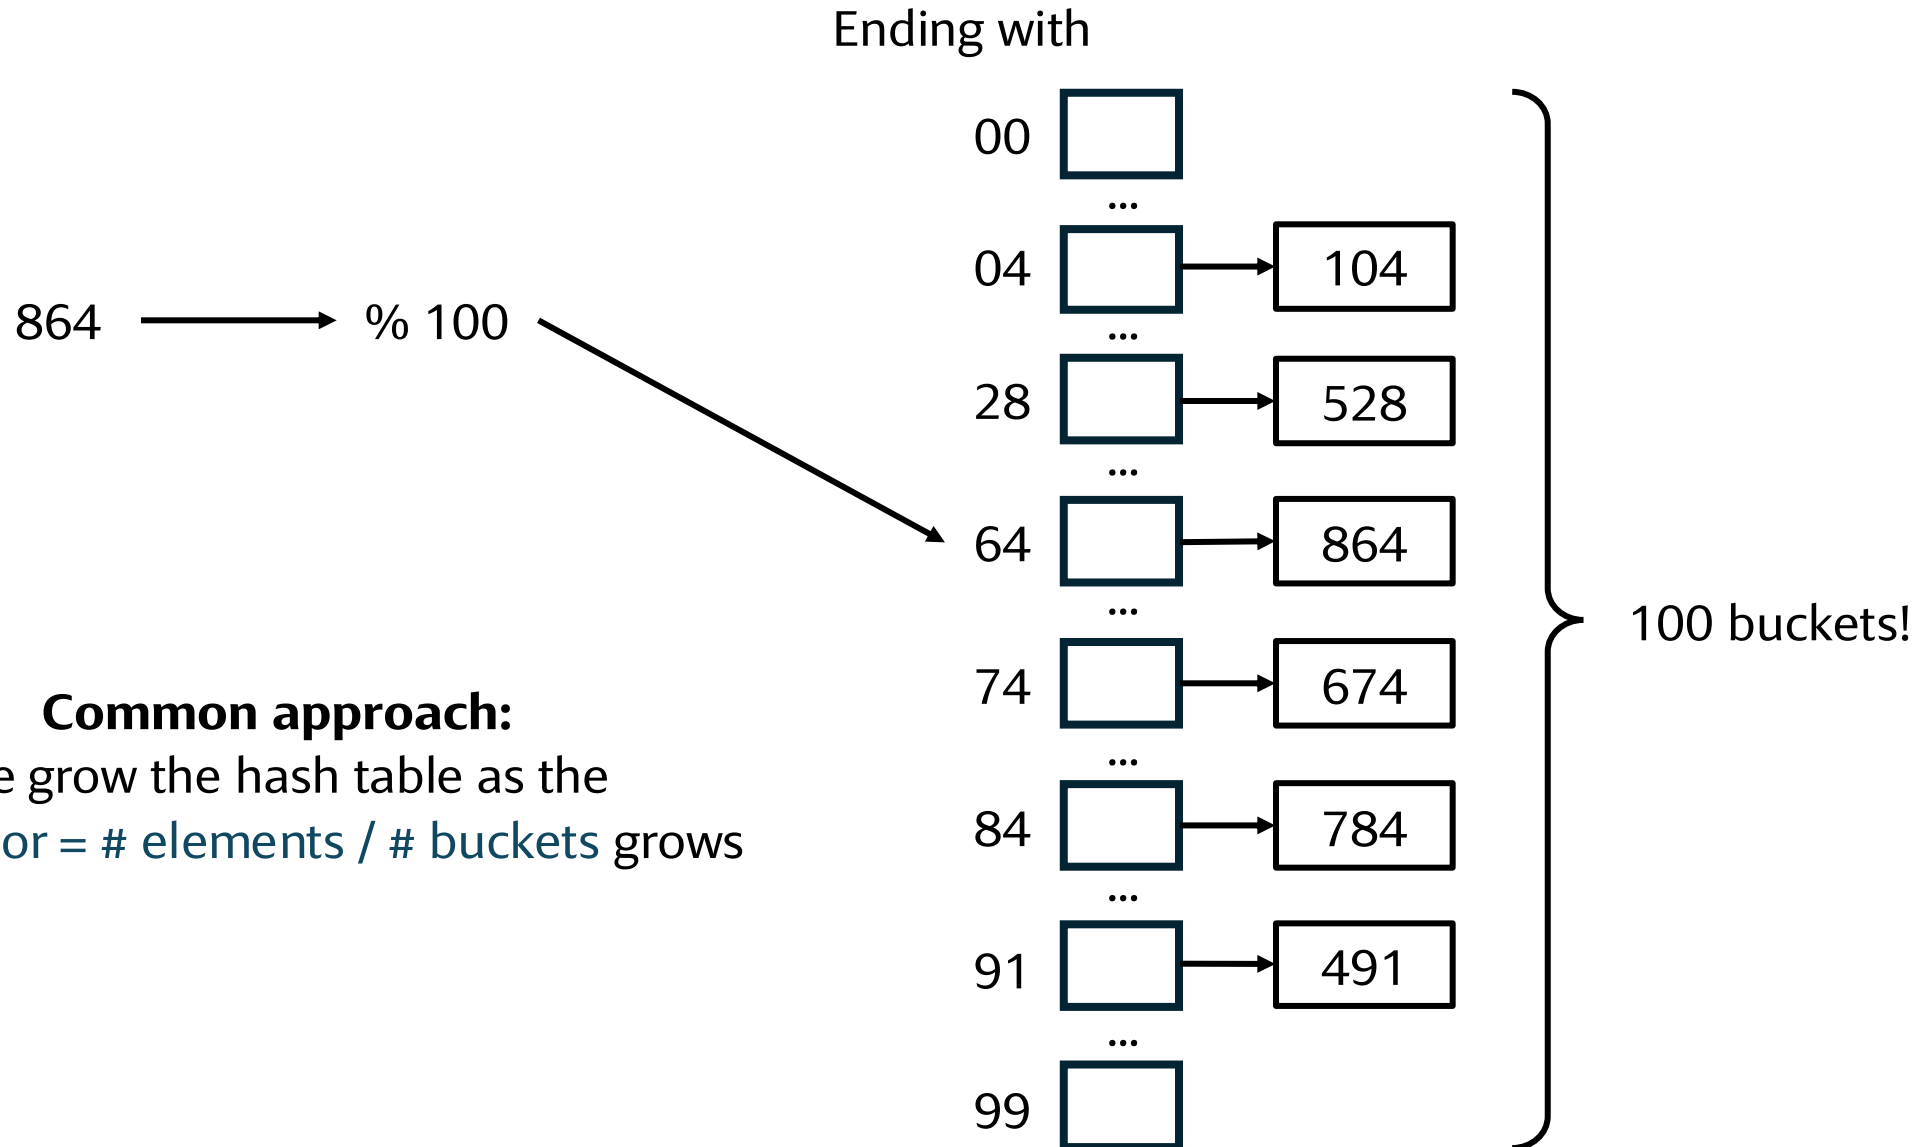 Ending with
00
...
04 104
...
864 % 100
28 528
...
64 864
...
100 buckets!
74 674
Common approach:
grow the hash table as the
...
84 784
= # elements / # buckets grows
...
91 491
...
99